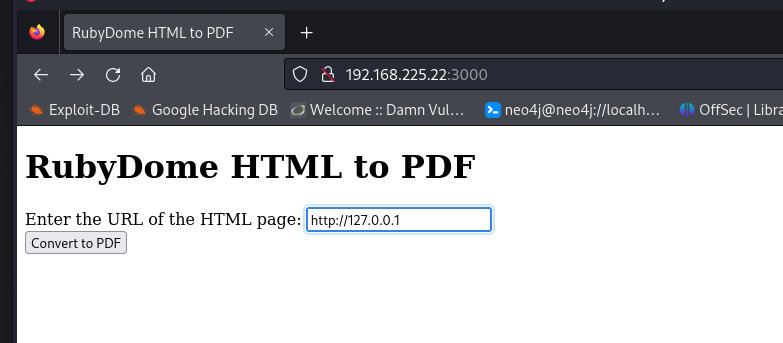 RubyDome HTML to PDF
192.168.225.22:3000
Exploit-DB Google Hacking DB Welcome :: Damn Vul... neo4j@neo4j://localh... OffSec | Libra
RubyDome HTML to PDF
Enter the URL of the HTML page: http://127.0.0.1
Convert to PDF